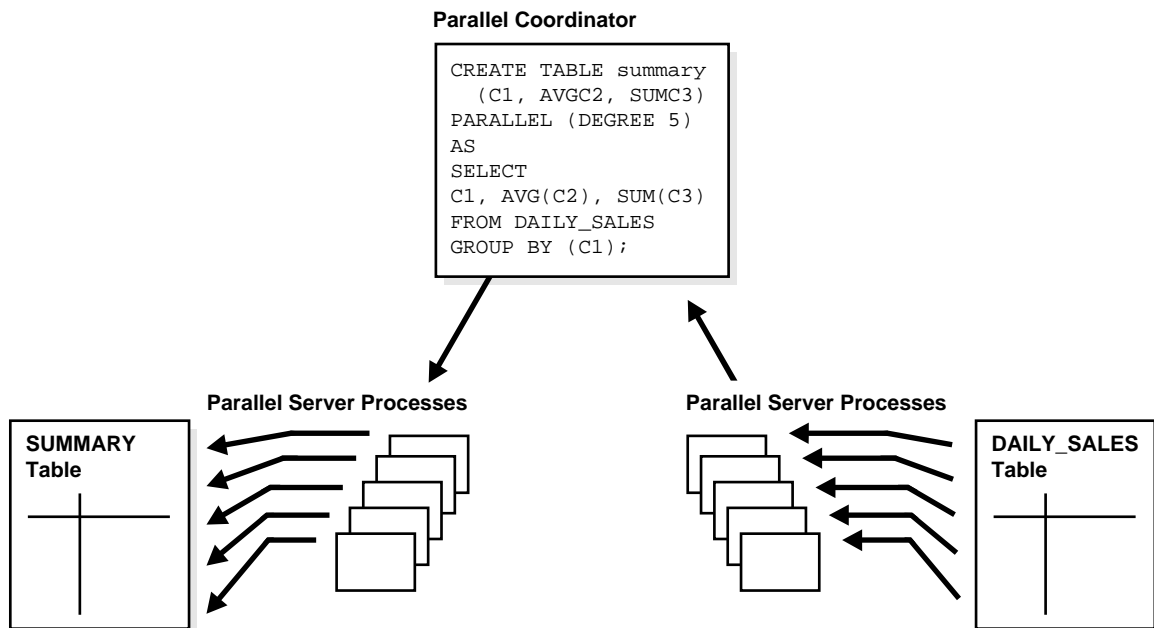 Parallel Coordinator
CREATE TABLE summary
(C1, AVGC2, SUMC3)
PARALLEL (DEGREE 5)
AS
SELECT
C1, AVG(C2), SUM(C3)
FROM DAILY_SALES
GROUP BY (C1);
Parallel Server Processes
Parallel Server Processes
SUMMARY
Table
DAILY_SALES
Table